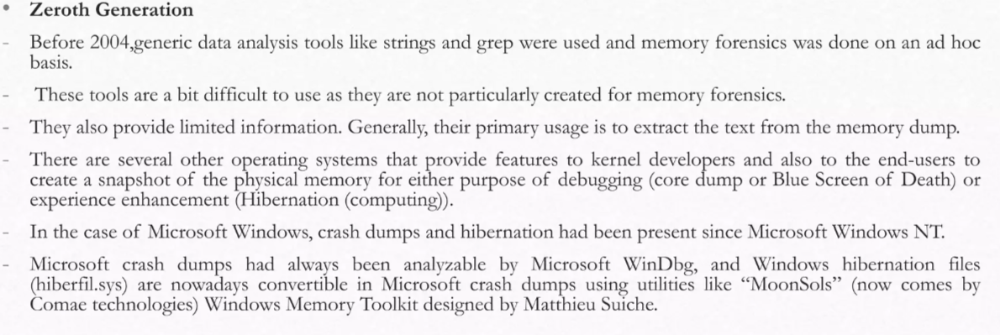 • Zeroth Generation
- Before 2004,generic data analysis tools like strings and grep were used and memory forensics was done on an ad hoc
basis.
- These tools are a bit difficult to use as they are not particularly created for memory forensics.
- They also provide limited information. Generally, their primary usage is to extract the text from the memory dump.
- There are several other operating systems that provide features to kernel developers and also to the end-users to
create a snapshot of the physical memory for either purpose of debugging (core dump or Blue Screen of Death) or
experience enhancement (Hibernation (computing)).
- In the case of Microsoft Windows, crash dumps and hibernation had been present since Microsoft Windows NT.
- Microsoft crash dumps had always been analyzable by Microsoft WinDbg, and Windows hibernation files
(hiberfil.sys) are nowadays convertible in Microsoft crash dumps using utilities like “MoonSols” (now comes by
Comae technologies) Windows Memory Toolkit designed by Matthieu Suiche.